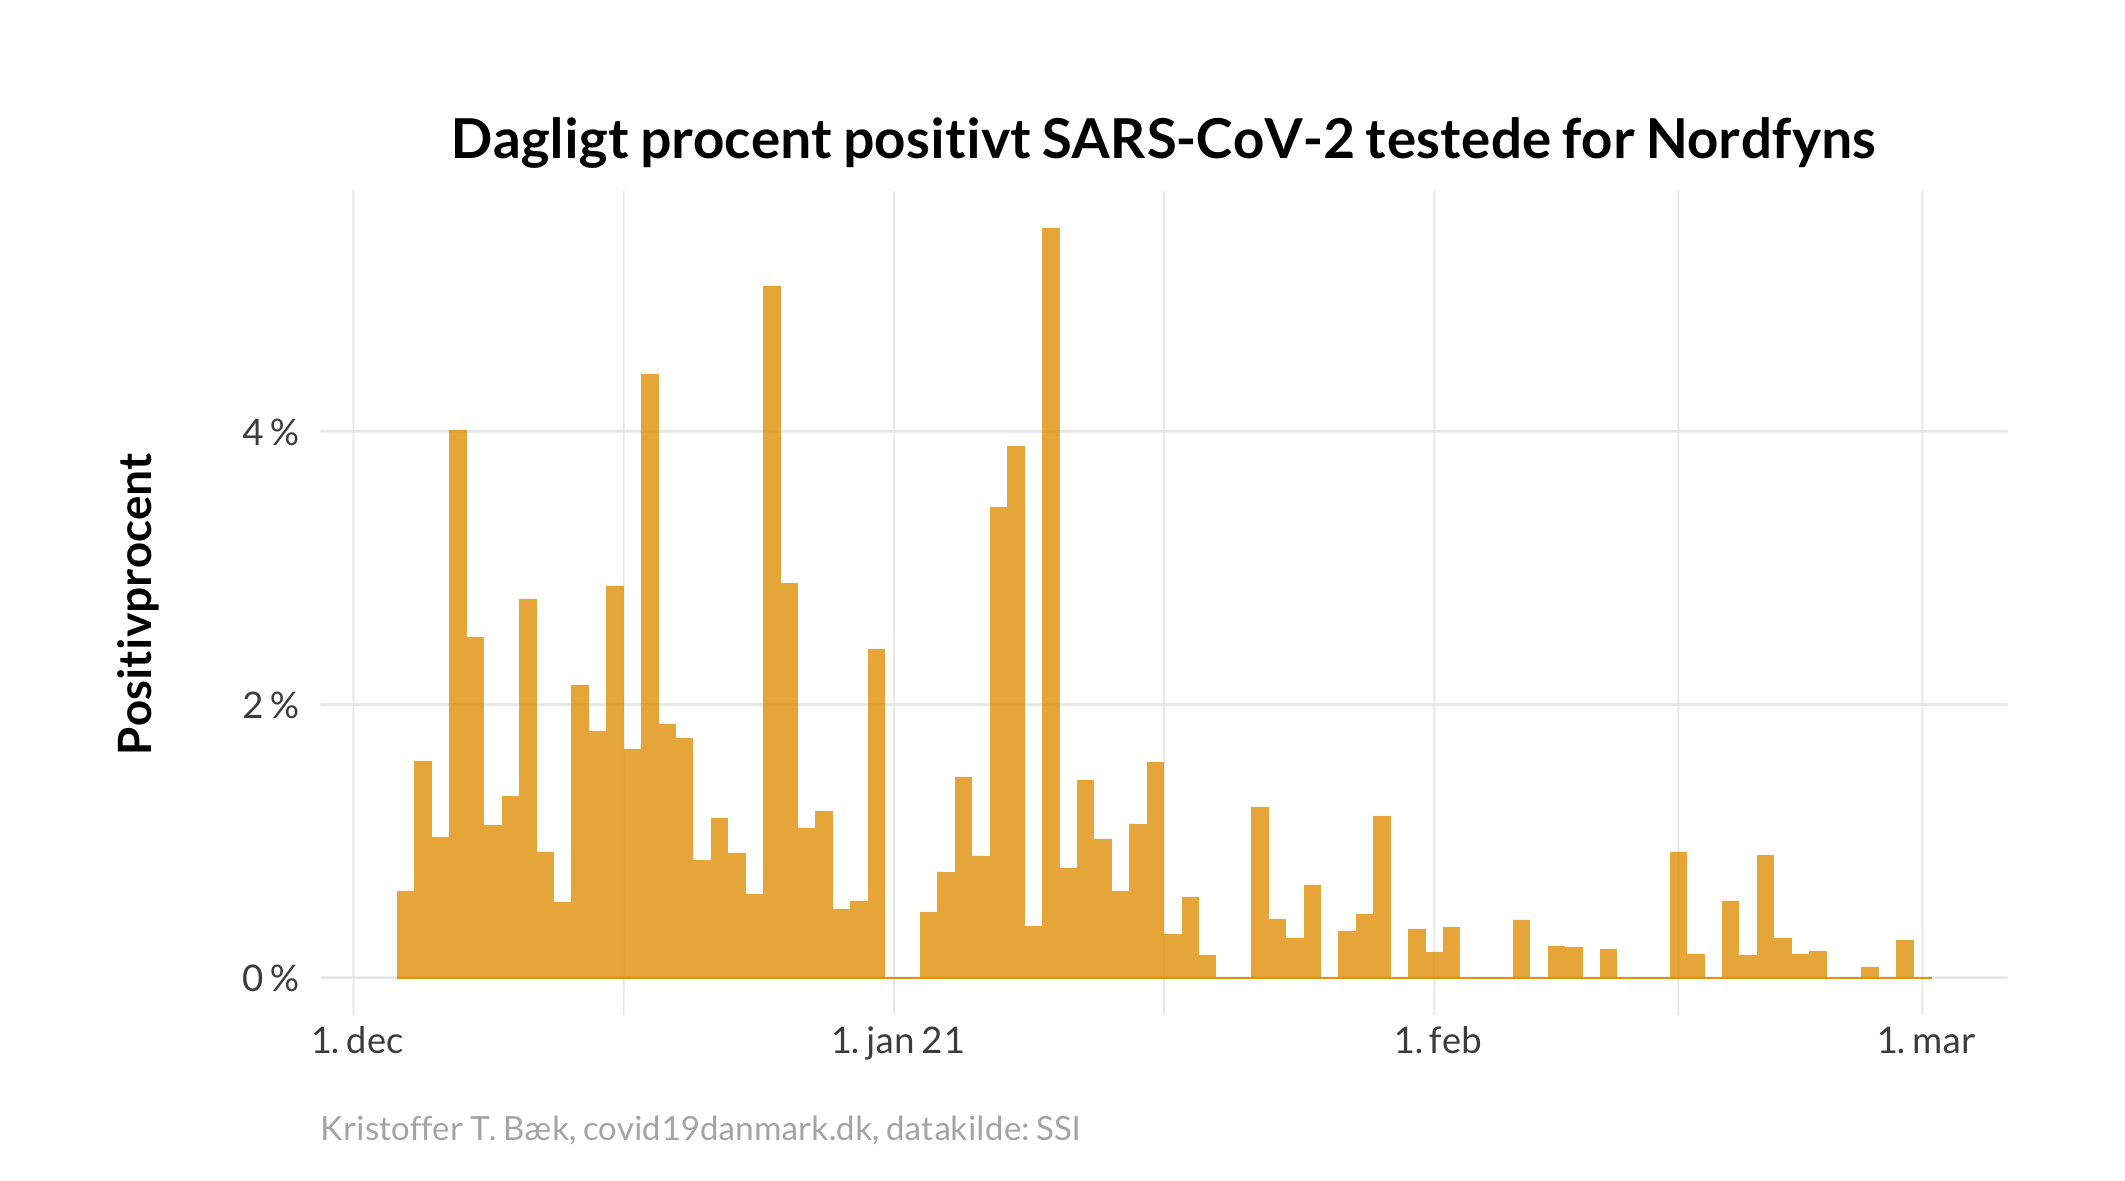 Dagligt procent positivt SARS-CoV-2 testede for Nordfyns
Positivprocent
4 %
2 %
0 %
1. dec
1. jan 21
1. feb
1. mar
Kristoffer T. Bæk, covid19danmark.dk, datakilde: SSI